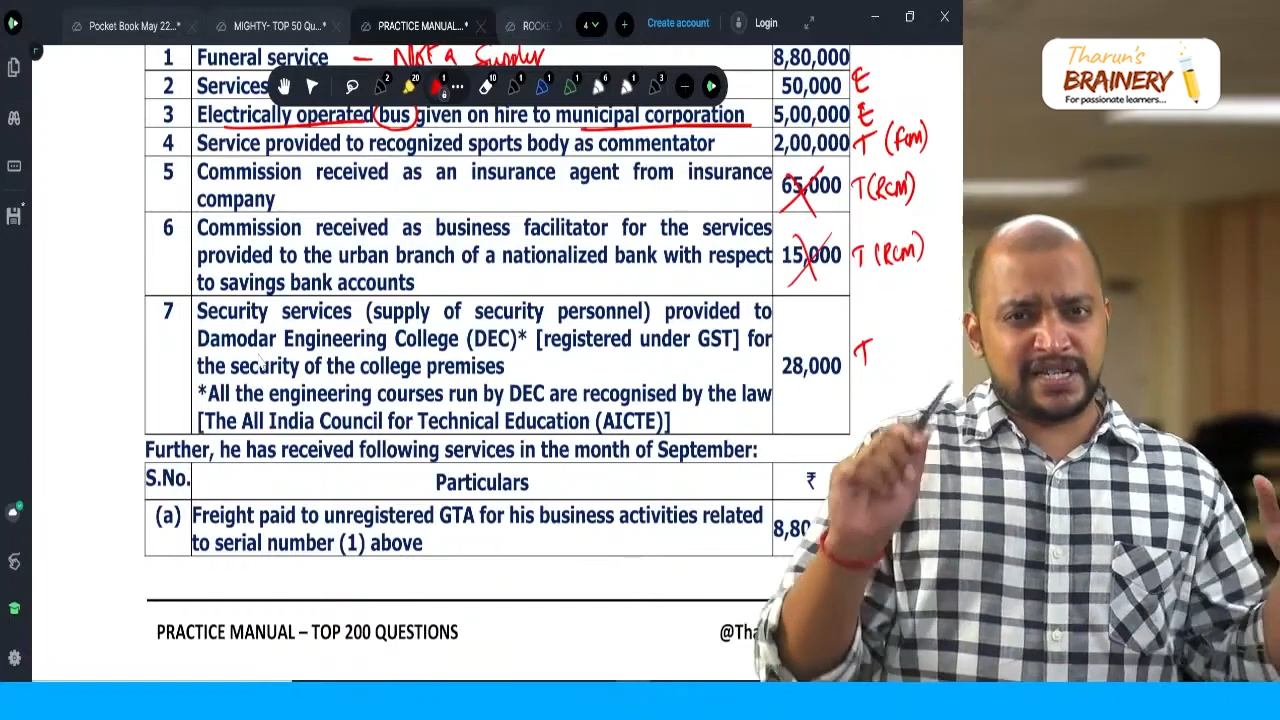 Pocket Book May 22...*
MIGHTY- TOP 50 Qu...*
PRACTICE MANUAL...*
ROCKE
4
Create account
Login
Tharun's
BRAINERY
For passionate learners...
1 Funeral service — Not a Supply 8,80,000
2 Services 50,000 E
3 Electrically operated bus given on hire to municipal corporation 5,00,000 E
4 Service provided to recognized sports body as commentator 2,00,000 T (FCM)
5 Commission received as an insurance agent from insurance
company
65,000 T (RCM)
6 Commission received as business facilitator for the services
provided to the urban branch of a nationalized bank with respect
to savings bank accounts
15,000 T (RCM)
7 Security services (supply of security personnel) provided to
Damodar Engineering College (DEC)* [registered under GST] for
the security of the college premises
*All the engineering courses run by DEC are recognised by the law
[The All India Council for Technical Education (AICTE)]
28,000 T
Further, he has received following services in the month of September:
S.No. Particulars ₹
(a) Freight paid to unregistered GTA for his business activities related
to serial number (1) above
8,80
PRACTICE MANUAL – TOP 200 QUESTIONS
@Tha